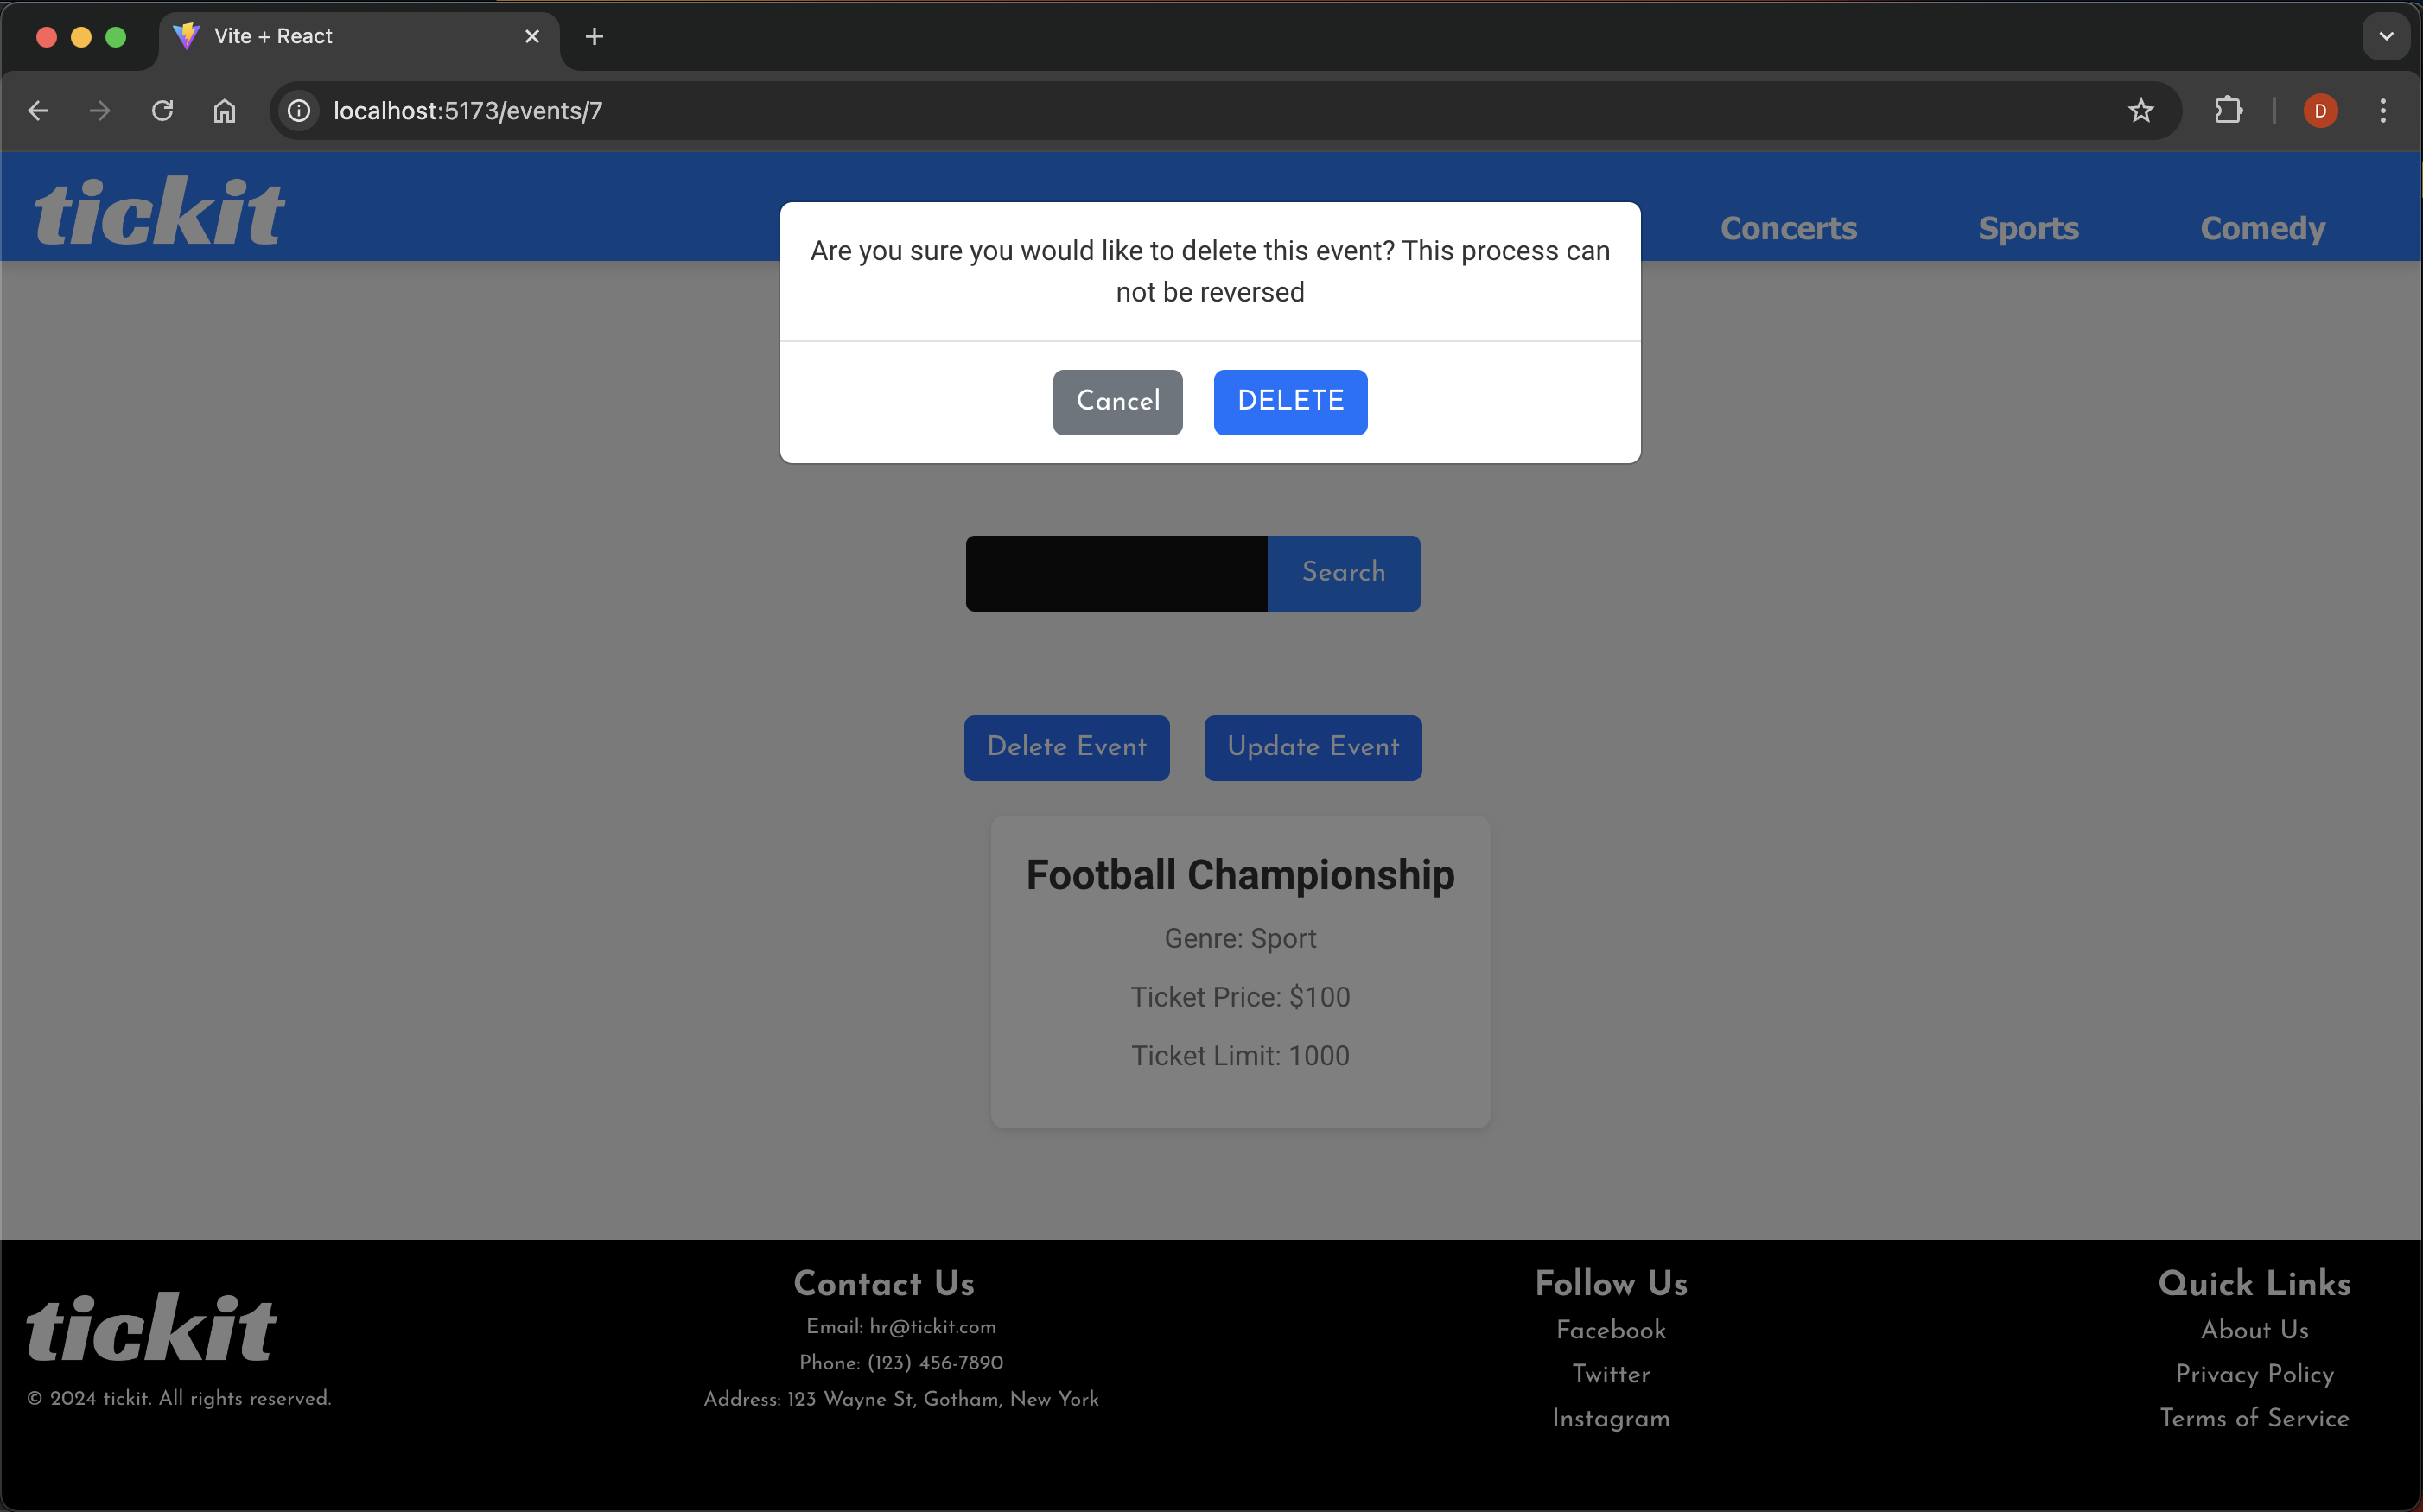 Vite + React
localhost:5173/events/7
tickit
Concerts
Sports
Comedy
D
Are you sure you would like to delete this event? This process can
not be reversed
Cancel
DELETE
Search
Delete Event
Update Event
Football Championship
Genre: Sport
Ticket Price: $100
Ticket Limit: 1000
tickit
© 2024 tickit. All rights reserved.
Contact Us
Email: hr@tickit.com
Phone: (123) 456-7890
Address: 123 Wayne St, Gotham, New York
Follow Us
Facebook
Twitter
Instagram
Quick Links
About Us
Privacy Policy
Terms of Service